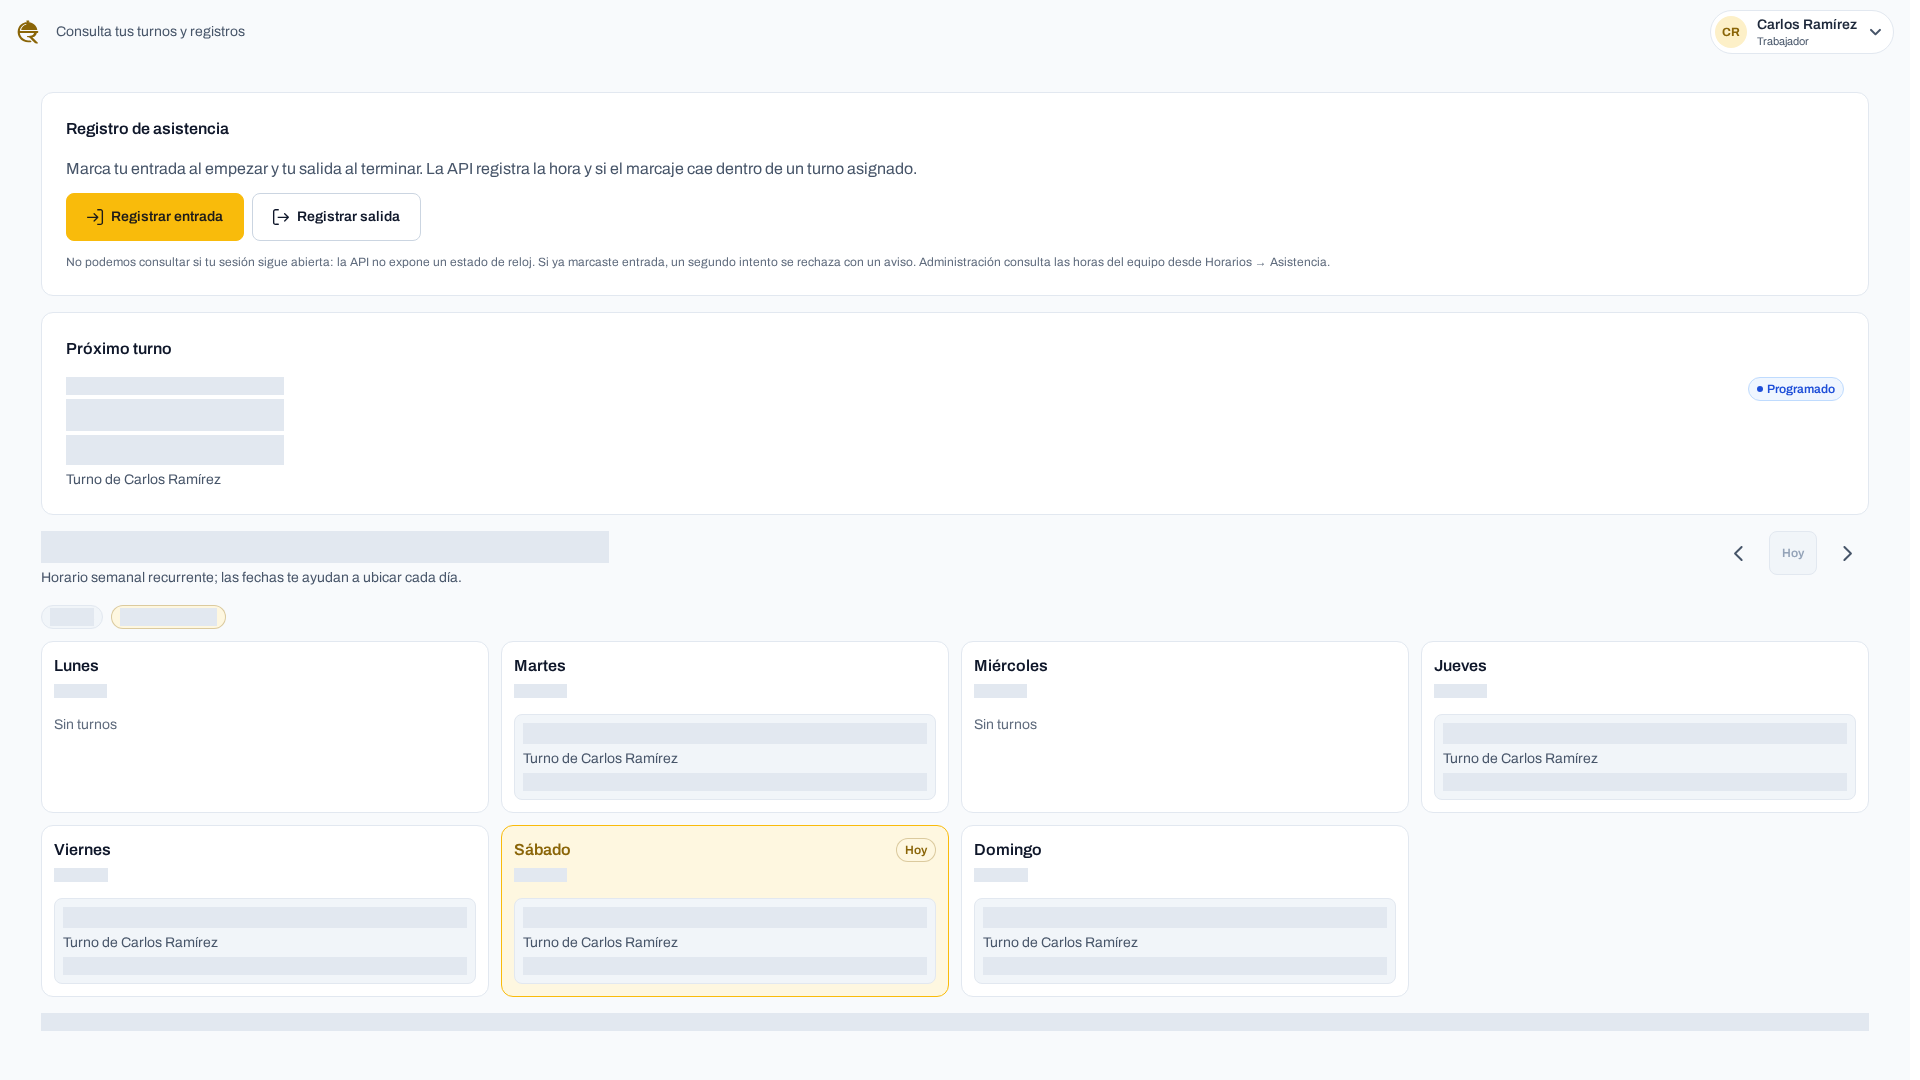 Consulta tus turnos y registros
CR
Carlos Ramírez
Trabajador
Registro de asistencia
Marca tu entrada al empezar y tu salida al terminar. La API registra la hora y si el marcaje cae dentro de un turno asignado.
Registrar entrada
Registrar salida
No podemos consultar si tu sesión sigue abierta: la API no expone un estado de reloj. Si ya marcaste entrada, un segundo intento se rechaza con un aviso. Administración consulta las horas del equipo desde Horarios → Asistencia.
Próximo turno
Programado
Turno de Carlos Ramírez
Hoy
Horario semanal recurrente; las fechas te ayudan a ubicar cada día.
Lunes
Sin turnos
Martes
Turno de Carlos Ramírez
Miércoles
Sin turnos
Jueves
Turno de Carlos Ramírez
Viernes
Turno de Carlos Ramírez
Sábado
Hoy
Turno de Carlos Ramírez
Domingo
Turno de Carlos Ramírez